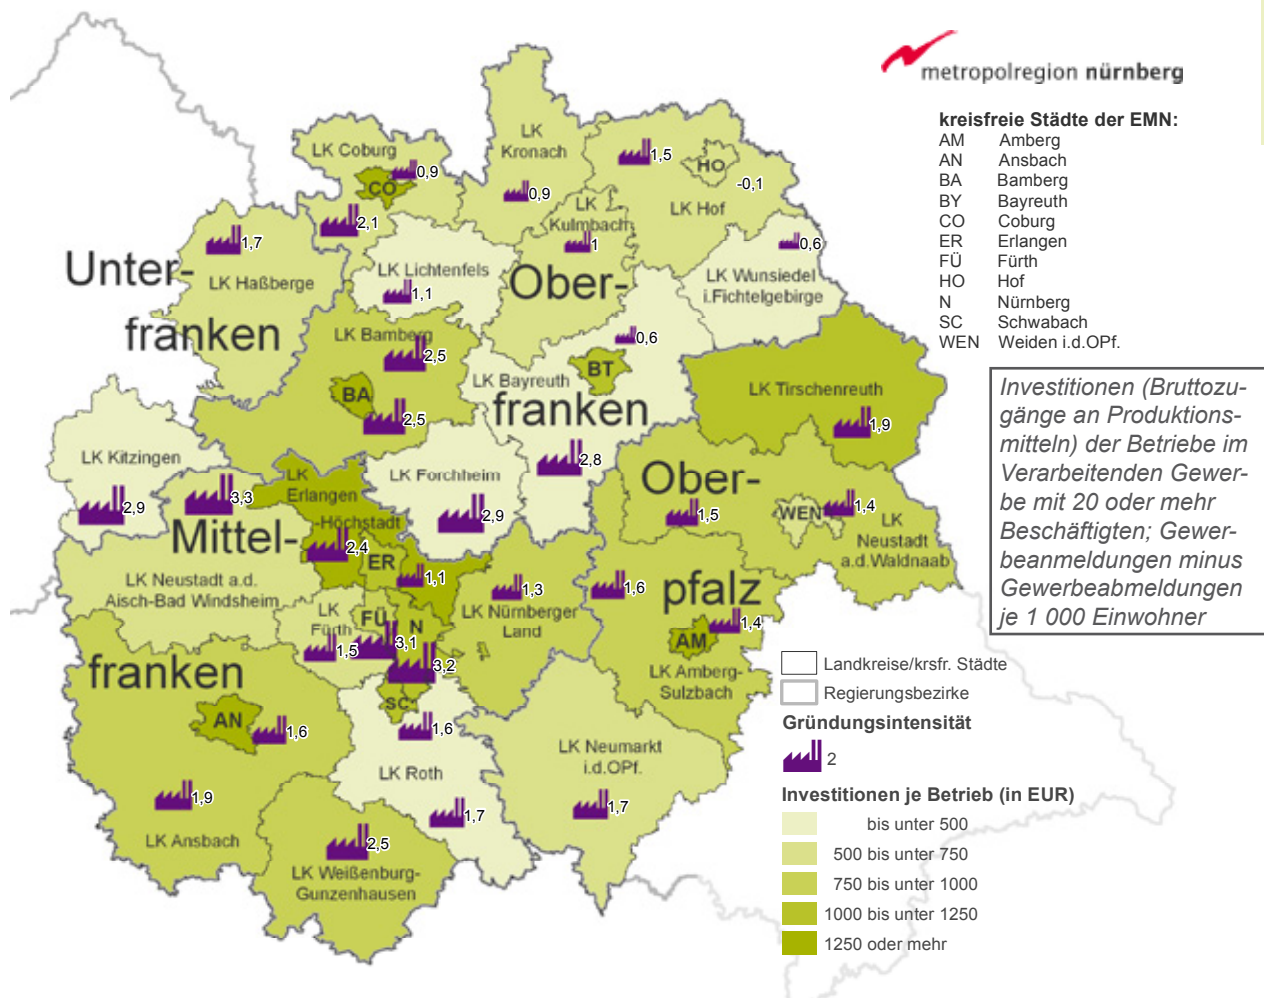 metropolregion nürnberg
kreisfreie Städte der EMN:
AM Amberg
AN Ansbach
BA Bamberg
BY Bayreuth
CO Coburg
ER Erlangen
FÜ Fürth
HO Hof
N Nürnberg
SC Schwabach
WEN Weiden i.d.OPf.
Investitionen (Bruttozu-
gänge an Produktions-
mitteln) der Betriebe im
Verarbeitenden Gewer-
be mit 20 oder mehr
Beschäftigten; Gewer-
beanmeldungen minus
Gewerbeabmeldungen
je 1 000 Einwohner
LK
Kronach
0,9
LK Coburg
0,9
CO
2,1
1,5
HO
-0,1
LK Hof
LK
Kulmbach
1
0,6
LK Wunsiedel
i.Fichtelgebirge
1,7
LK Haßberge
Unter-
franken
LK Lichtenfels
1,1
Ober-
franken
LK Bamberg
2,5
BA
2,5
0,6
BT
LK Bayreuth
2,8
LK Tirschenreuth
1,9
LK Kitzingen
2,9
3,3
LK
Erlangen
-Höchstadt
2,4
ER
1,1
LK Forchheim
2,9
Mittel-
franken
LK Neustadt a.d.
Aisch-Bad Windsheim
Ober-
pfalz
1,5
WEN
1,4
LK
Neustadt
a.d.Waldnaab
LK
Fürth
1,5
FÜ
3,1
N
3,2
1,3
LK Nürnberger
Land
1,6
1,4
AM
LK Amberg-
Sulzbach
SC
1,6
AN
1,6
1,9
LK Ansbach
LK Roth
1,7
LK Neumarkt
i.d.OPf.
1,7
2,5
LK Weißenburg-
Gunzenhausen
Landkreise/krsfr. Städte
Regierungsbezirke
Gründungsintensität
2
Investitionen je Betrieb (in EUR)
bis unter 500
500 bis unter 750
750 bis unter 1000
1000 bis unter 1250
1250 oder mehr